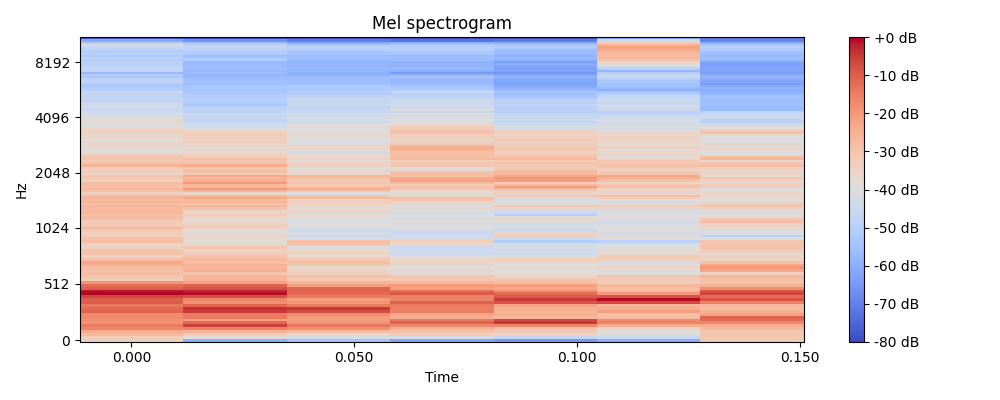 Mel spectrogram
+0 dB
8192
-10 dB
4096
-20 dB
-30 dB
2048
Hz
-40 dB
1024
-50 dB
-60 dB
512
-70 dB
0
-80 dB
0.000
0.050
0.100
0.150
Time